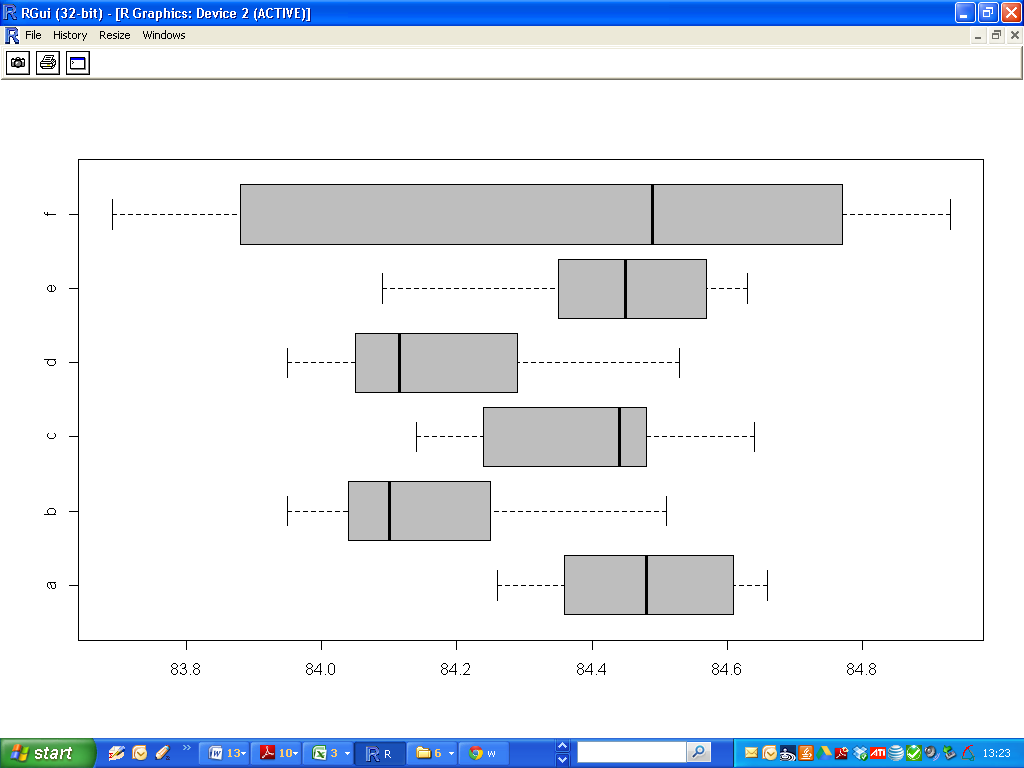 RGui (32-bit) - [R Graphics: Device 2 (ACTIVE)]
File History Resize Windows
f
e
d
c
b
a
83.8 84.0 84.2 84.4 84.6 84.8
start 13 10 3 R 6 w ATI 13:23